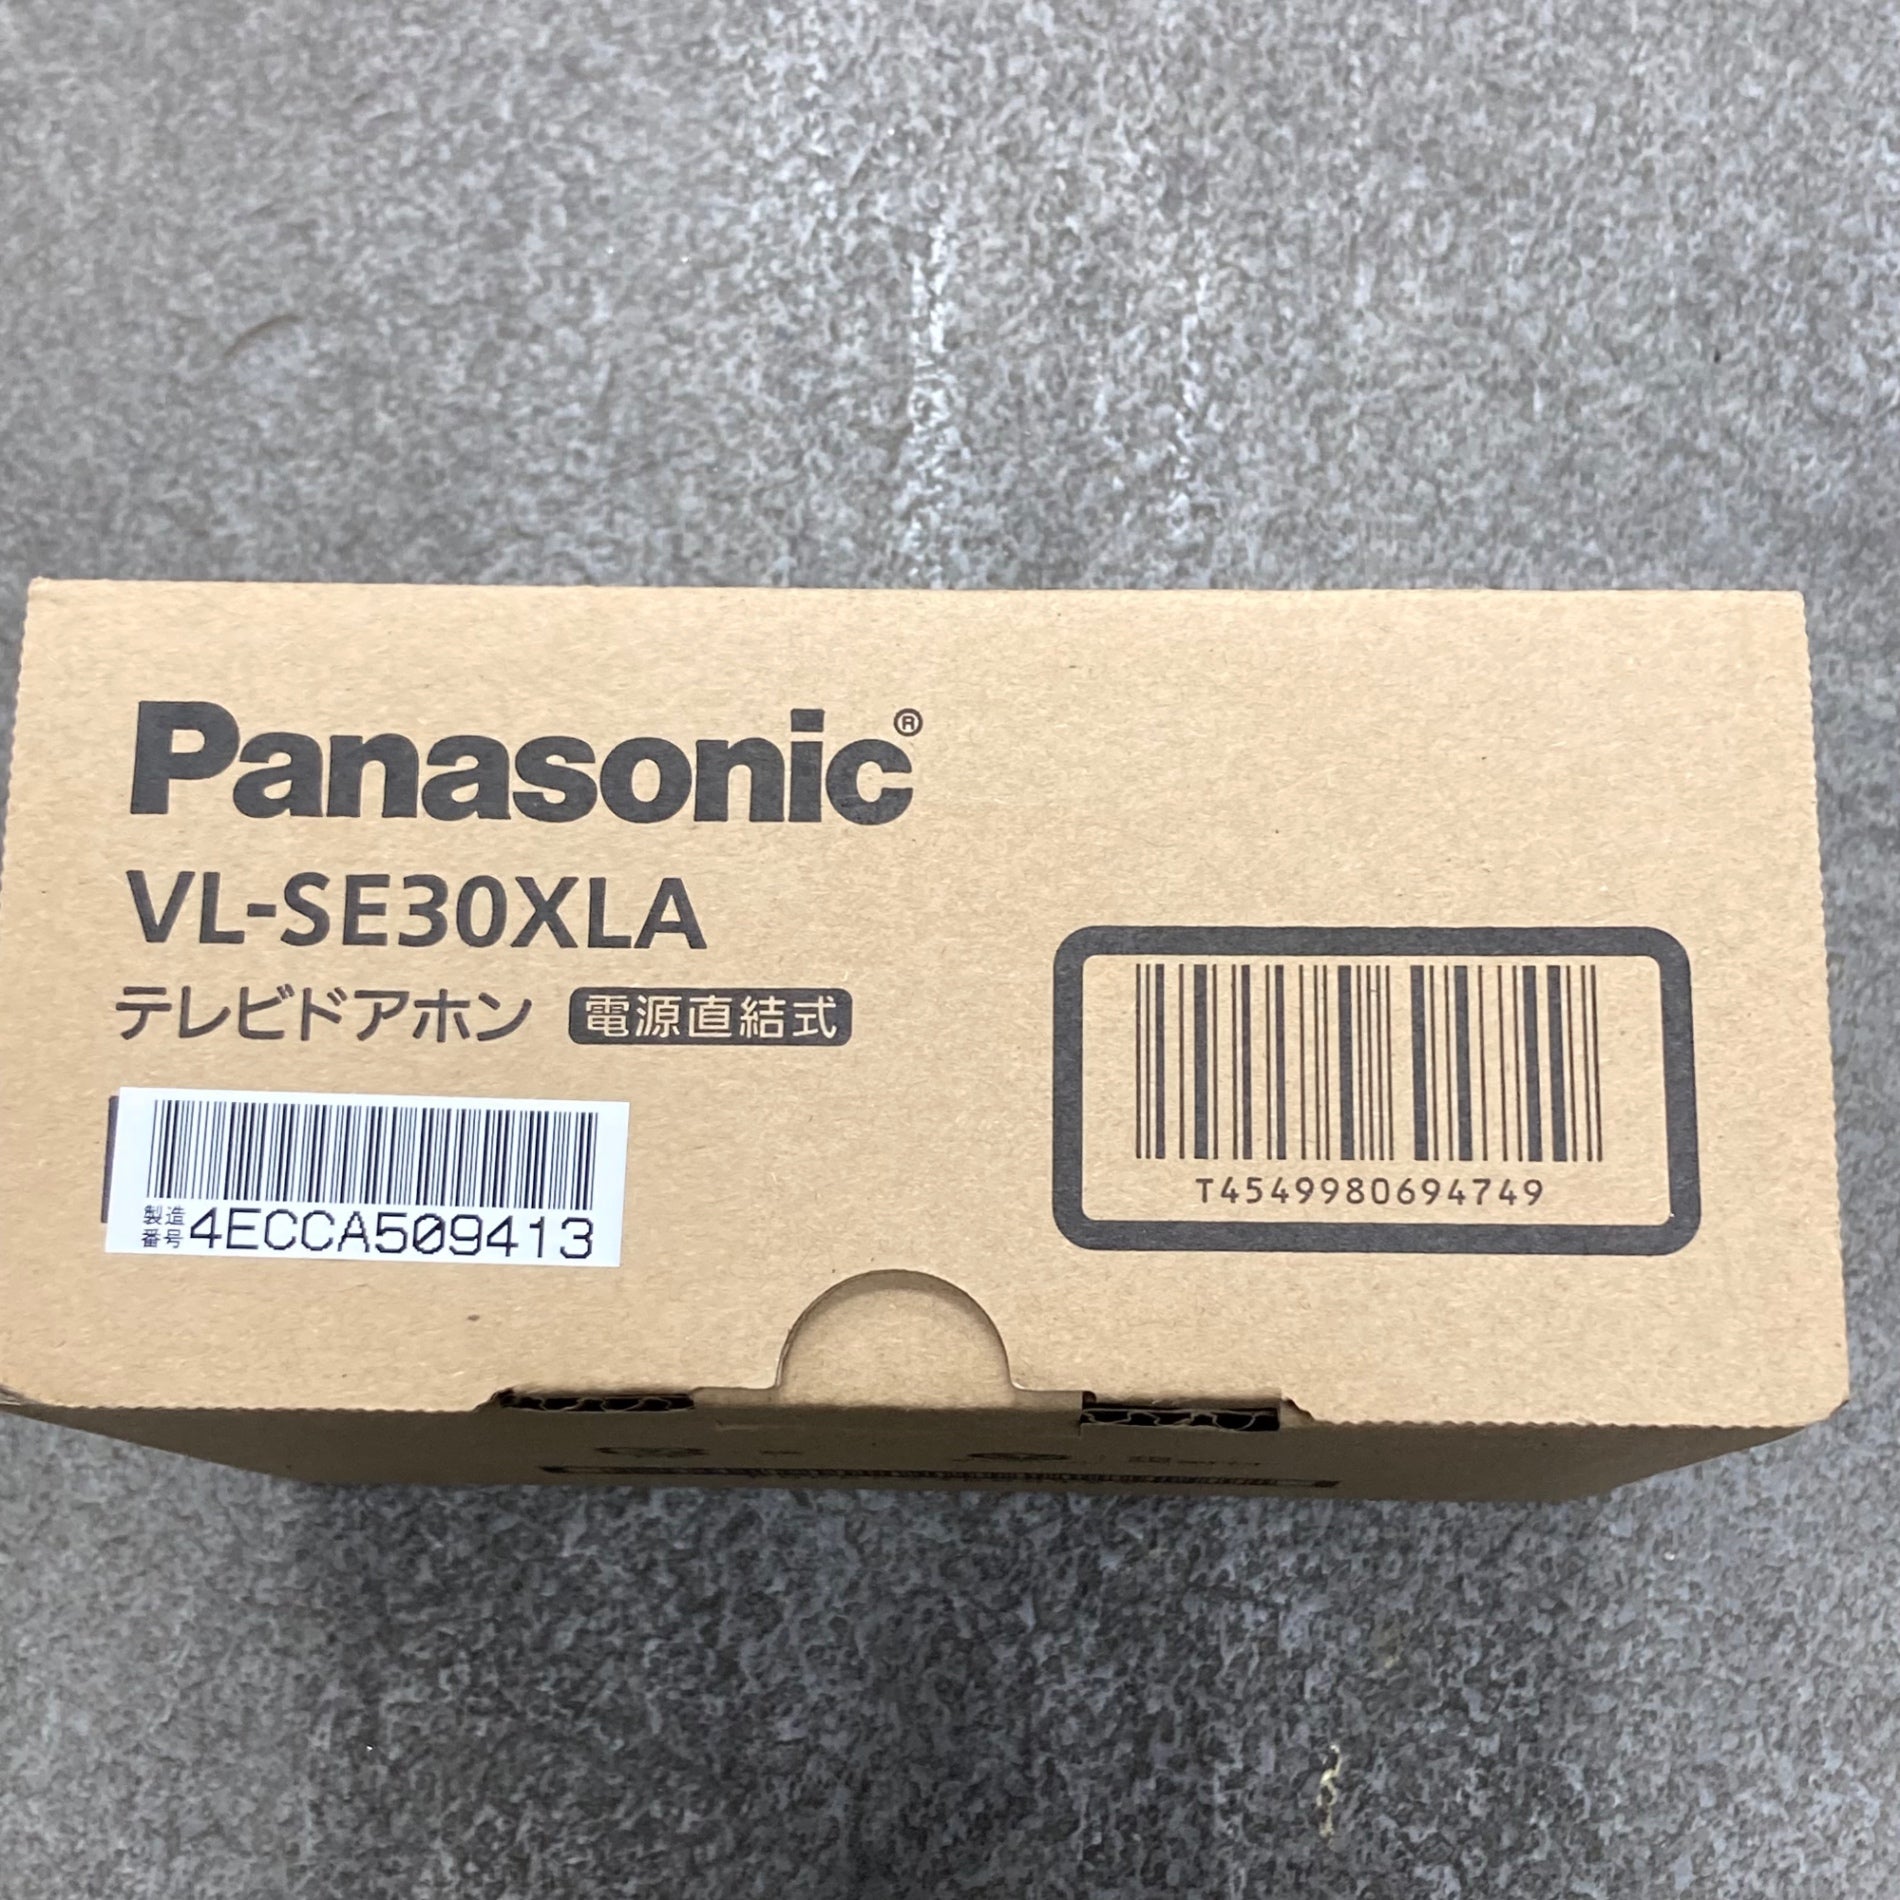 Panasonic®
VL-SE30XLA
テレビドアホン 電源直結式
製造番号 4ECCA509413
T4549980694749